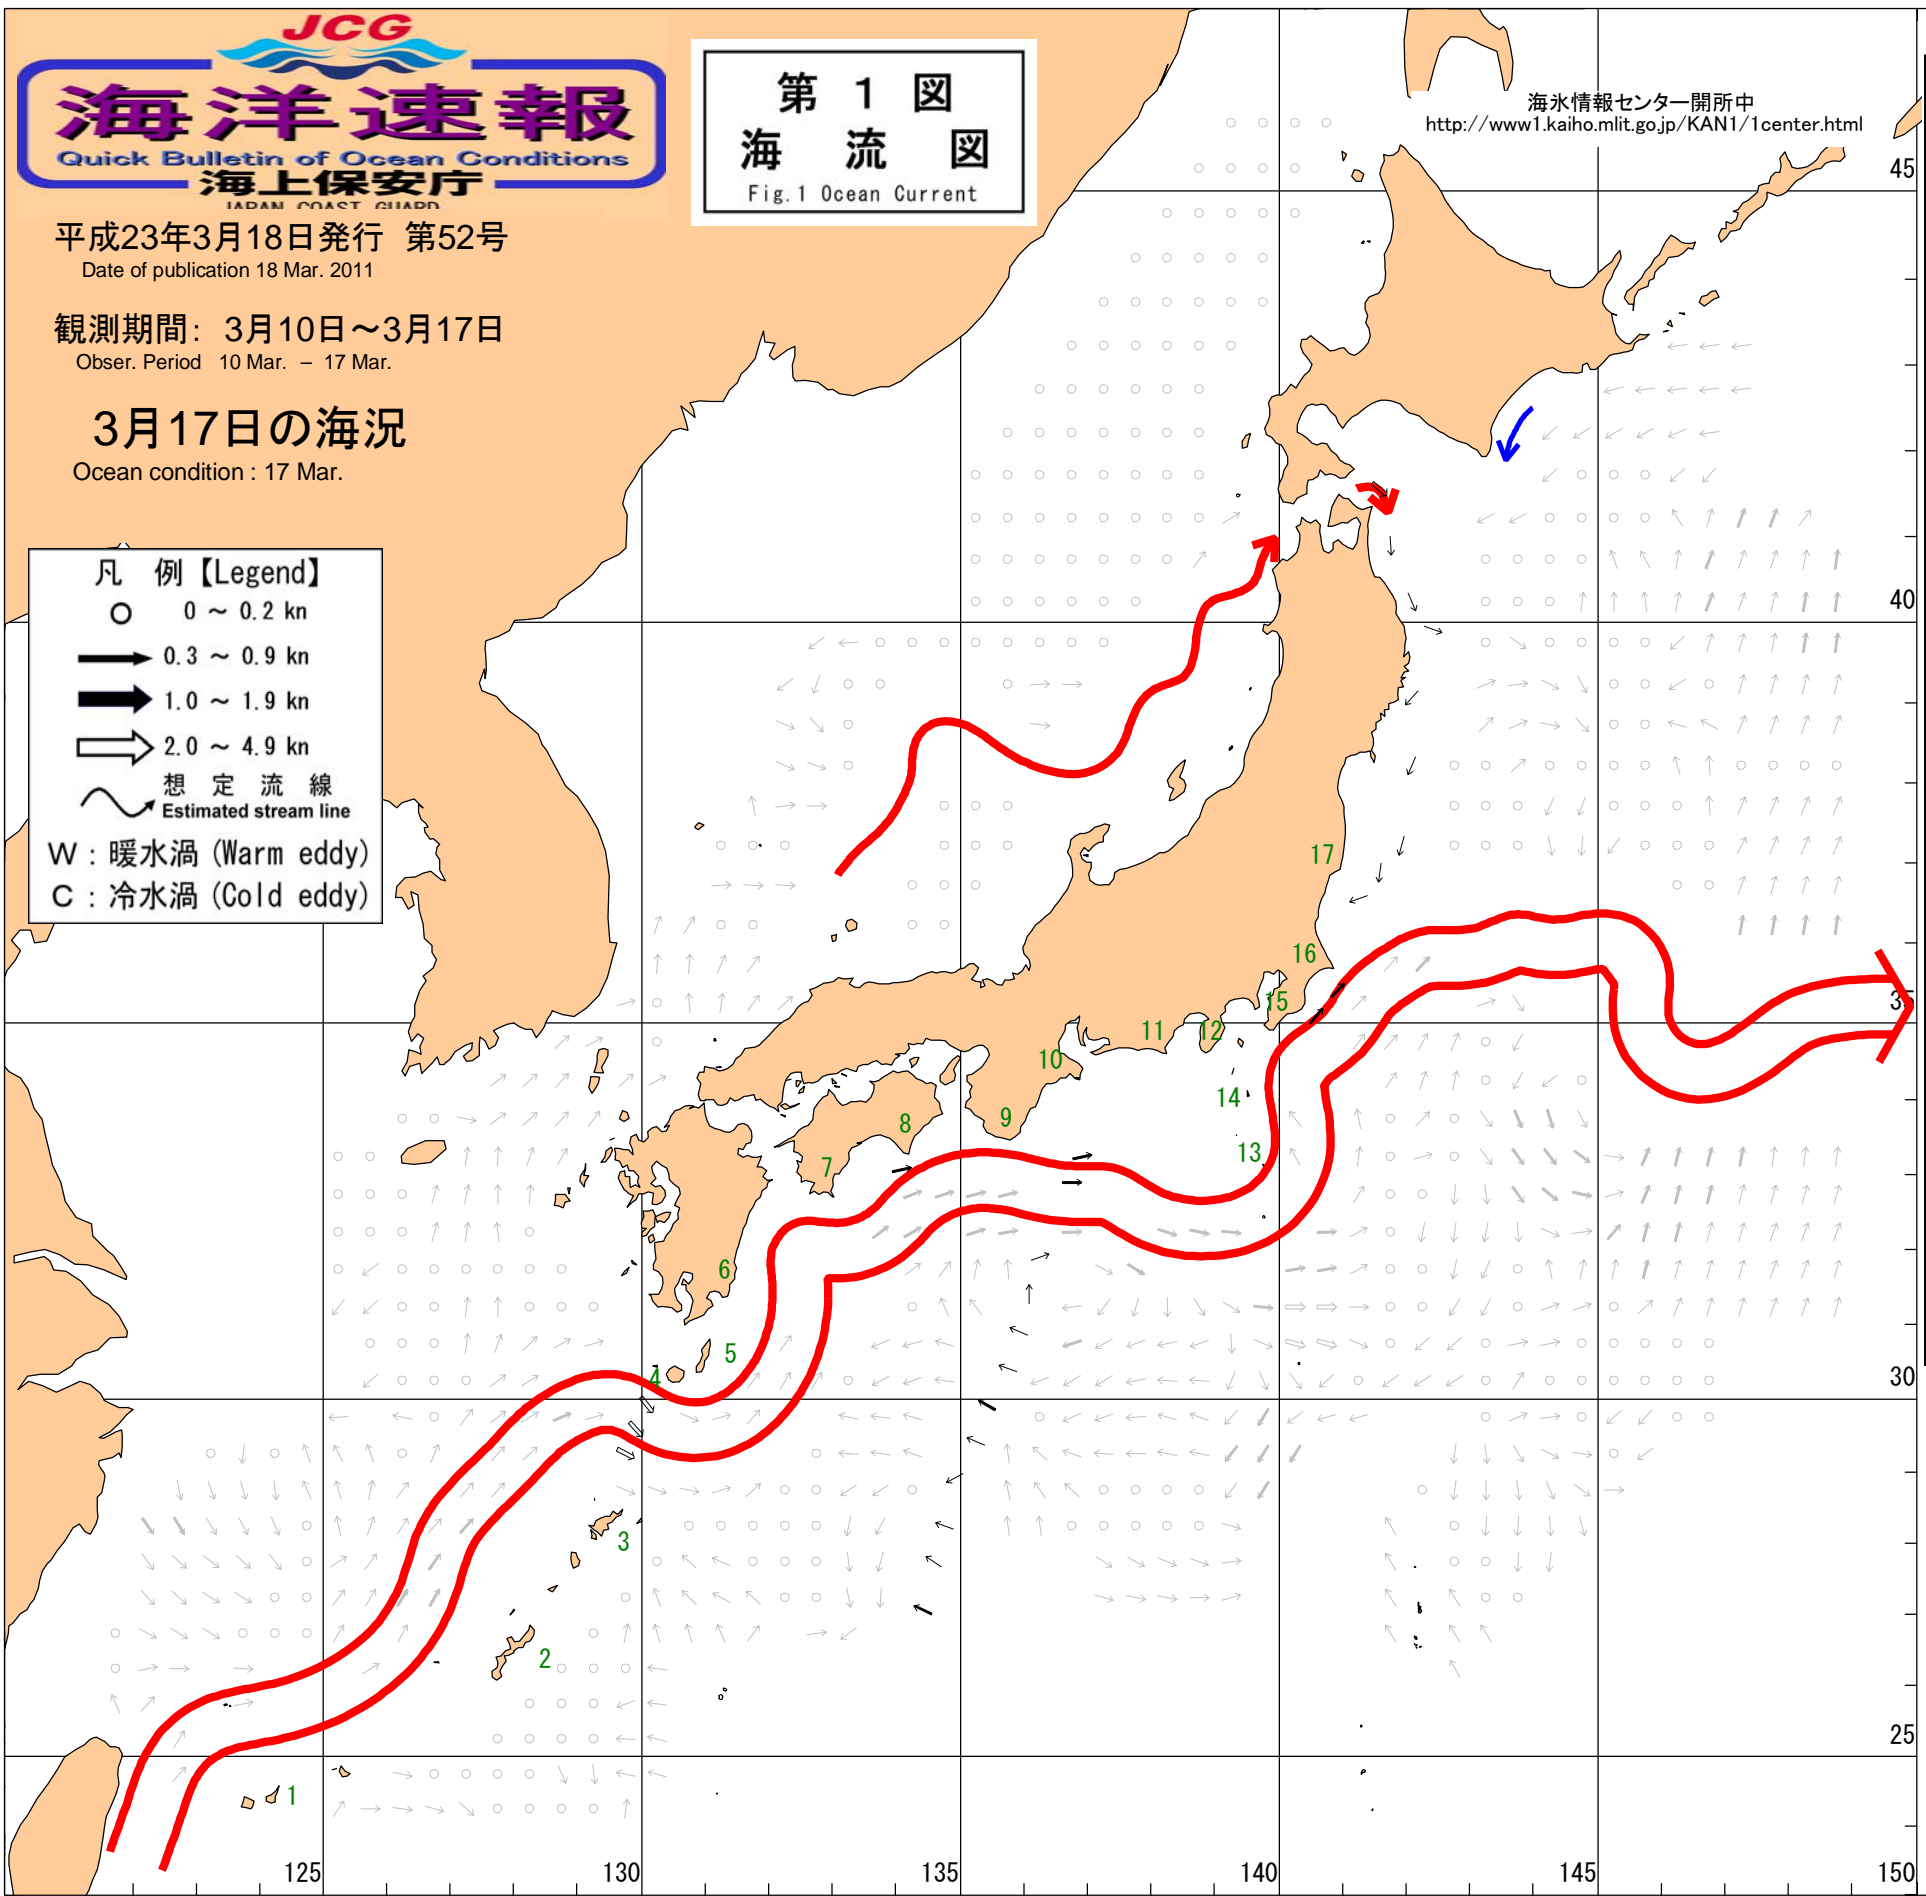 JCG
海洋速報
Quick Bulletin of Ocean Conditions
海上保安庁
JAPAN COAST GUARD
平成23年3月18日発行 第52号
Date of publication 18 Mar. 2011
観測期間: 3月10日～3月17日
Obser. Period 10 Mar. – 17 Mar.
3月17日の海況
Ocean condition : 17 Mar.
第 1 図
海 流 図
Fig.1 Ocean Current
海氷情報センター開所中
http://www1.kaiho.mlit.go.jp/KAN1/1center.html
凡 例【Legend】
0 ～ 0.2 kn
0.3 ～ 0.9 kn
1.0 ～ 1.9 kn
2.0 ～ 4.9 kn
想 定 流 線
Estimated stream line
W : 暖水渦 (Warm eddy)
C : 冷水渦 (Cold eddy)
45
40
17
16
35
15
11
12
10
14
9
8
13
7
6
5
4
30
3
2
25
1
125
130
135
140
145
150